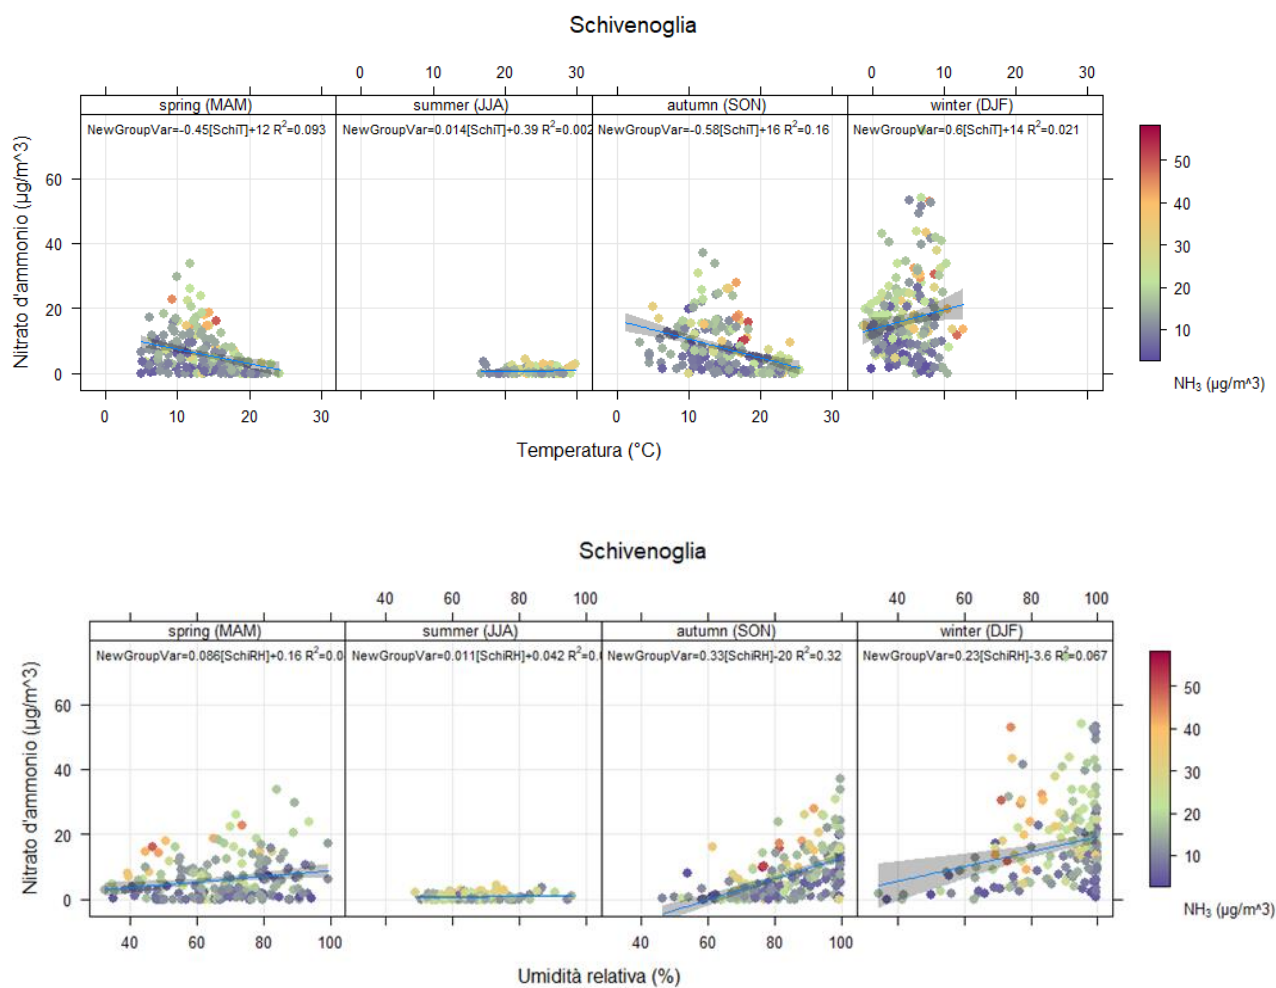 Schivenoglia
0 10 20 30 0 10 20 30
spring (MAM) summer (JJA) autumn (SON) winter (DJF)
NewGroupVar=-0.45[SchiT]+12 R²=0.093 NewGroupVar=0.014[SchiT]+0.39 R²=0.002 NewGroupVar=-0.58[SchiT]+16 R²=0.16 NewGroupVar=0.6[SchiT]+14 R²=0.021
Nitrato d'ammonio (µg/m^3)
60
40
20
0
50
40
30
20
10
NH₃ (µg/m^3)
0 10 20 30 0 10 20 30
Temperatura (°C)
Schivenoglia
40 60 80 100 40 60 80 100
spring (MAM) summer (JJA) autumn (SON) winter (DJF)
NewGroupVar=0.086[SchiRH]+0.16 R²=0.0 NewGroupVar=0.011[SchiRH]+0.042 R²=0.0 NewGroupVar=0.33[SchiRH]-20 R²=0.32 NewGroupVar=0.23[SchiRH]-3.6 R²=0.067
Nitrato d'ammonio (µg/m^3)
60
40
20
0
50
40
30
20
10
NH₃ (µg/m^3)
40 60 80 100 40 60 80 100
Umidità relativa (%)